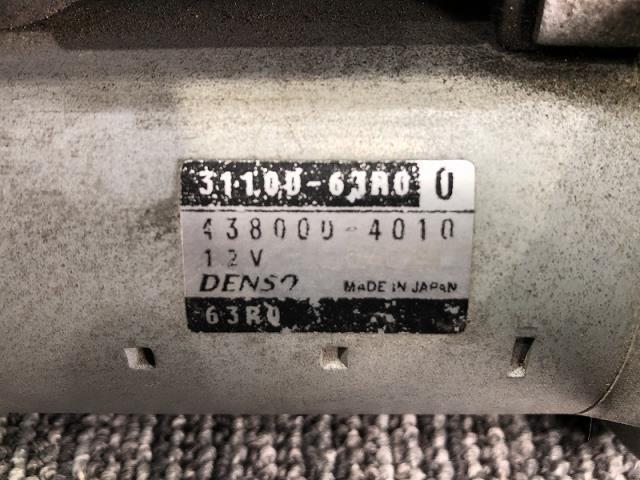 31100-63R0 0
438000-4010
12V
DENSO MADE IN JAPAN
63R0